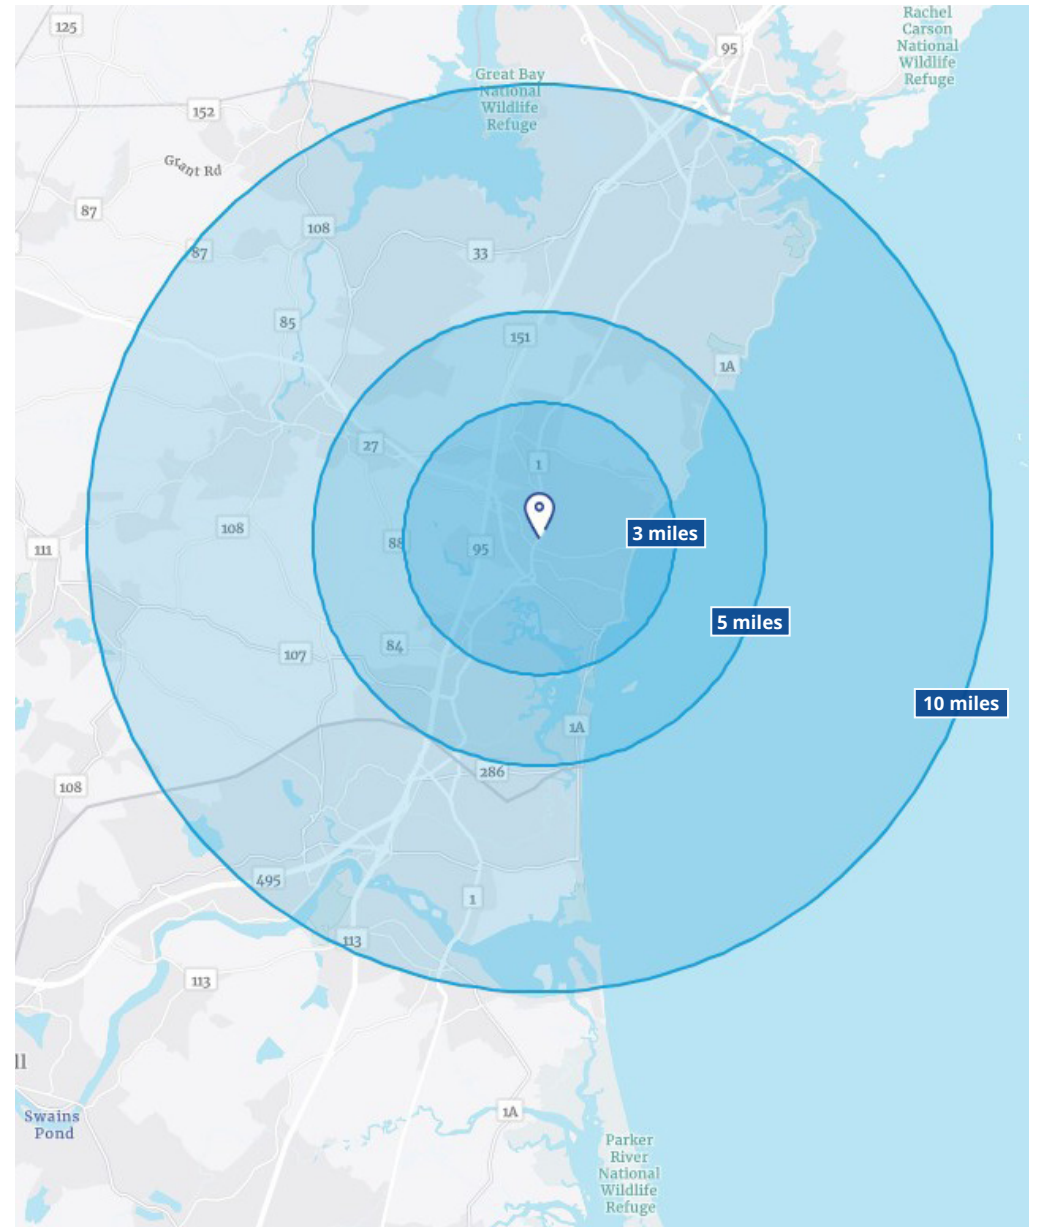 125
95
Rachel
Carson
National
Wildlife
Refuge
Great Bay
National
Wildlife
Refuge
152
Grant Rd
87
108
87
33
85
151
1A
27
1
108
88
95
3 miles
111
5 miles
84
107
10 miles
1A
286
108
495
1
113
113
ll
1A
Swains
Pond
Parker
River
National
Wildlife
Refuge